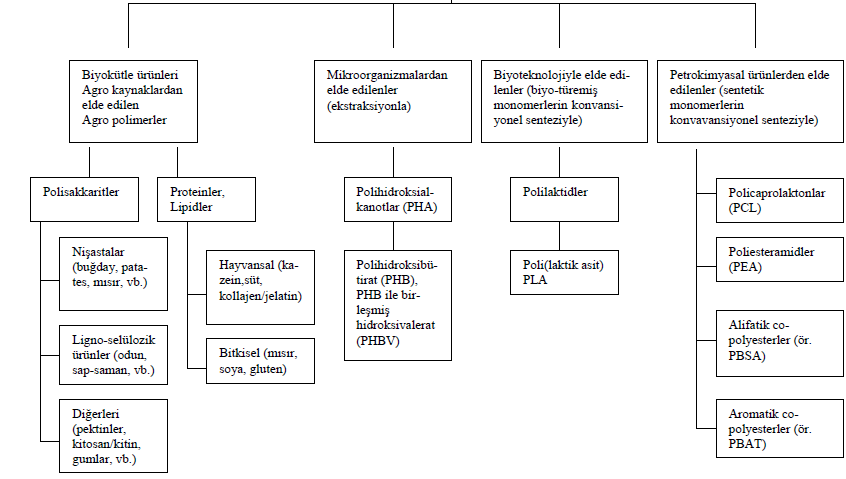 Biyokütle ürünleri
Agro kaynaklardan
elde edilen
Agro polimerler
Mikroorganizmalardan
elde edilenler
(ekstraksiyonla)
Biyoteknolojiyle elde edi-
lenler (biyo-türemiş
monomerlerin konvansi-
yonel senteziyle)
Petrokimyasal ürünlerden elde
edilenler (sentetik
monomerlerin
konvavansiyonel senteziyle)
Polisakkaritler
Proteinler,
Lipidler
Polihidroksial-
kanotlar (PHA)
Polilaktidler
Policaprolaktonlar
(PCL)
Nişastalar
(buğday, pata-
tes, mısır, vb.)
Hayvansal (ka-
zein,süt,
kollajen/jelatin)
Polihidroksibü-
tirat (PHB),
PHB ile bir-
leşmiş
hidroksivalerat
(PHBV)
Poli(laktik asit)
PLA
Poliesteramidler
(PEA)
Ligno-selülozik
ürünler (odun,
sap-saman, vb.)
Bitkisel (mısır,
soya, gluten)
Alifatik co-
polyesterler (ör.
PBSA)
Diğerleri
(pektinler,
kitosan/kitin,
gumlar, vb.)
Aromatik co-
polyesterler (ör.
PBAT)